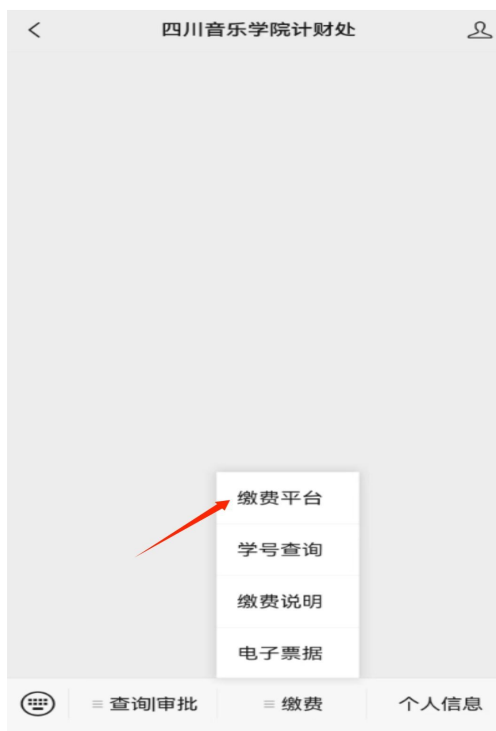 四川音乐学院计财处
缴费平台
学号查询
缴费说明
电子票据
查询|审批 缴费 个人信息